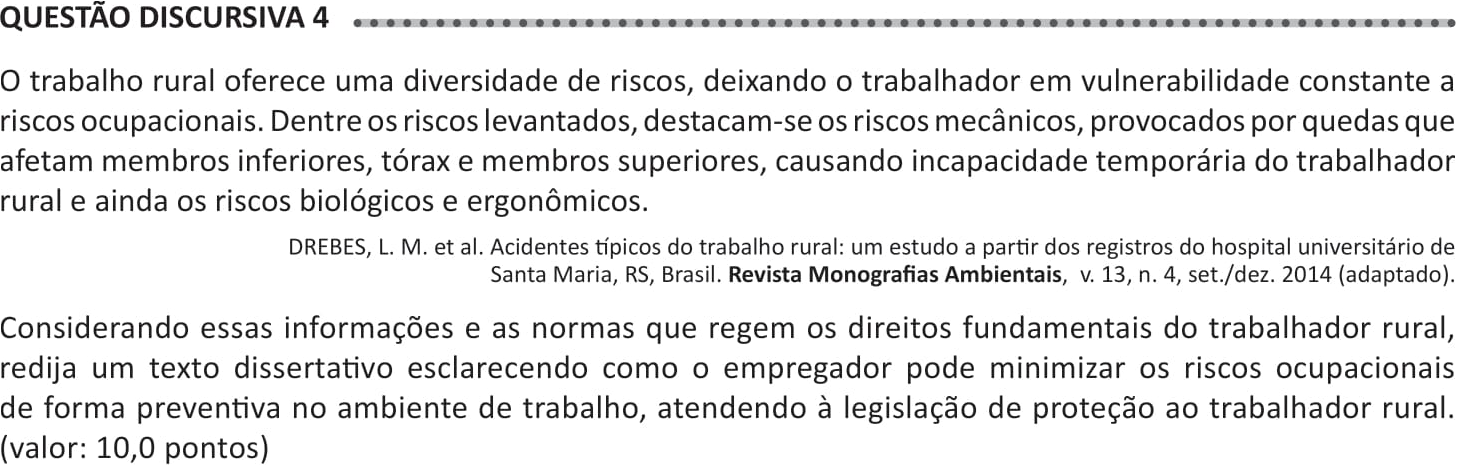 QUESTÃO DISCURSIVA 4
O trabalho rural oferece uma diversidade de riscos, deixando o trabalhador em vulnerabilidade constante a
riscos ocupacionais. Dentre os riscos levantados, destacam-se os riscos mecânicos, provocados por quedas que
afetam membros inferiores, tórax e membros superiores, causando incapacidade temporária do trabalhador
rural e ainda os riscos biológicos e ergonômicos.
DREBES, L. M. et al. Acidentes típicos do trabalho rural: um estudo a partir dos registros do hospital universitário de
Santa Maria, RS, Brasil. Revista Monografias Ambientais, v. 13, n. 4, set./dez. 2014 (adaptado).
Considerando essas informações e as normas que regem os direitos fundamentais do trabalhador rural,
redija um texto dissertativo esclarecendo como o empregador pode minimizar os riscos ocupacionais
de forma preventiva no ambiente de trabalho, atendendo à legislação de proteção ao trabalhador rural.
(valor: 10,0 pontos)